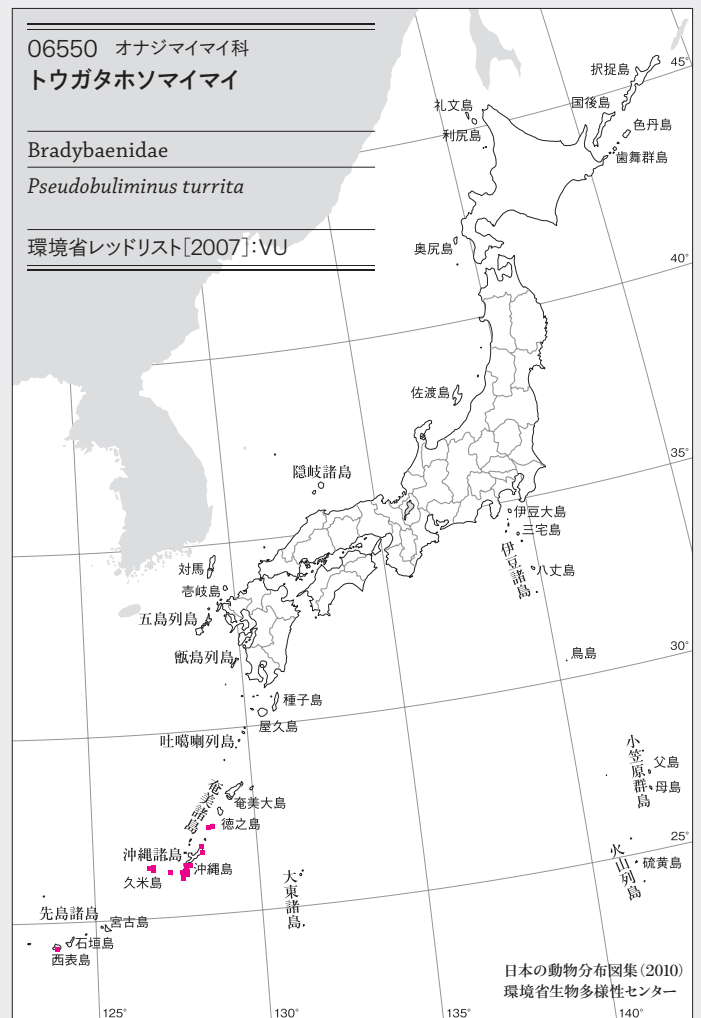 06550 オナジマイマイ科
トウガタホソマイマイ
Bradybaenidae
Pseudobuliminus turrita
環境省レッドリスト[2007]:VU
択捉島
45°
礼文島
国後島
利尻島
色丹島
歯舞群島
奥尻島
40°
佐渡島
35°
隠岐諸島
伊豆大島
三宅島
伊豆諸島
八丈島
対馬
壱岐島
五島列島
甑島列島
鳥島
30°
種子島
屋久島
吐噶喇列島
小笠原群島
父島
母島
奄美諸島
奄美大島
徳之島
25°
沖縄諸島
沖縄島
久米島
火山列島
硫黄島
大東諸島
先島諸島
宮古島
石垣島
西表島
日本の動物分布図集(2010)
環境省生物多様性センター
125°
130°
135°
140°